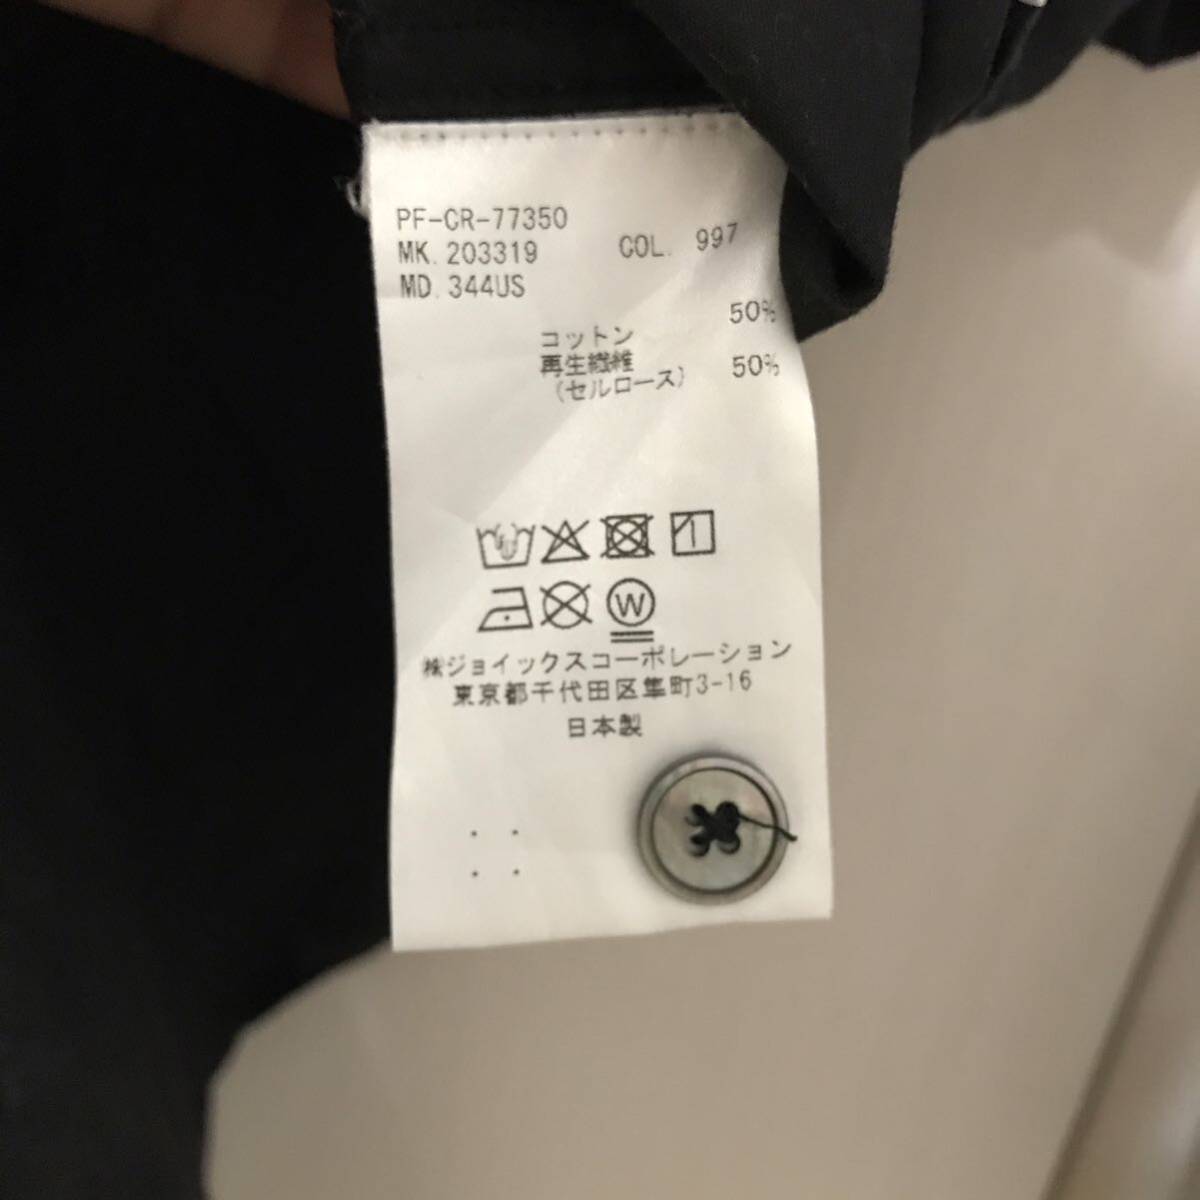 PF-CR-77350
MK. 203319 COL. 997
MD. 344US
コットン 50%
再生繊維 50%
(セルロース)
W
㈱ジョイックスコーポレーション
東京都千代田区隼町3-16
日本製